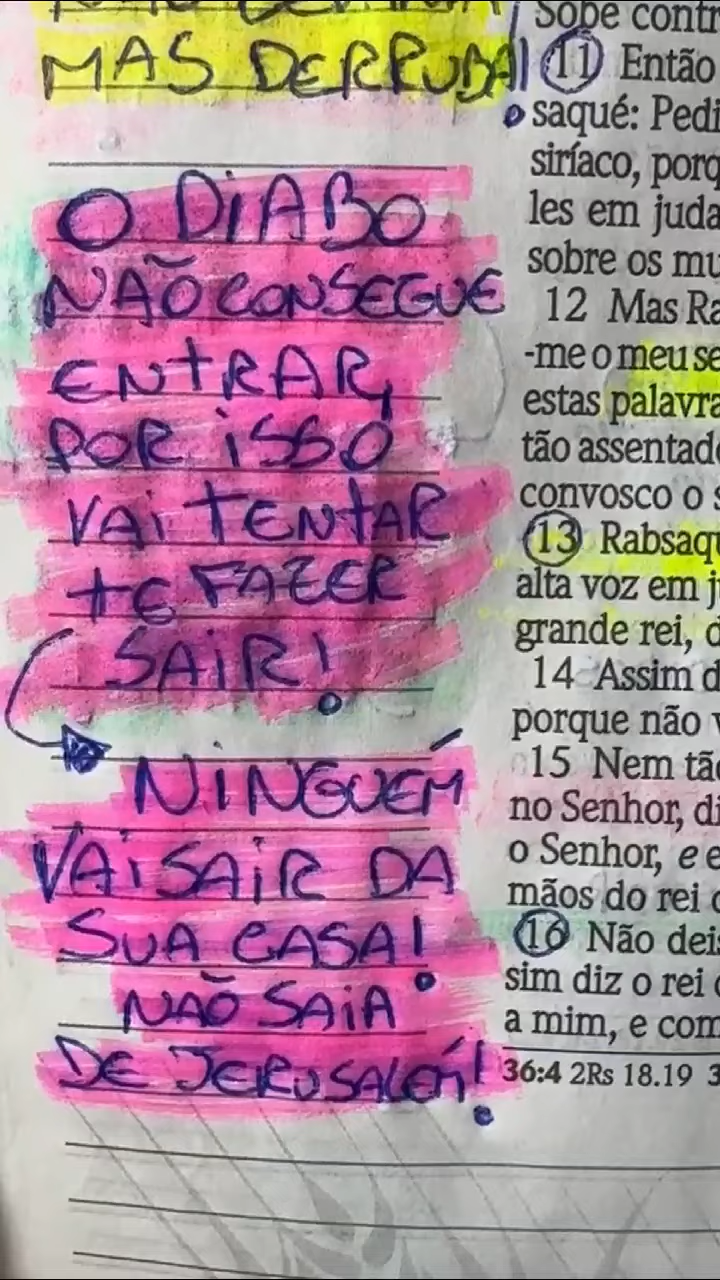 MAS DERRUBA!
O DIABO
NÃO CONSEGUE
ENTRAR,
POR ISSO
VAI TENTAR
TE FAZER
SAIR!
NINGUÉM
VAI SAIR DA
SUA CASA!
NÃO SAIA
DE JERUSALÉM!
Sobe contr
11 Então
saqué: Pedi
siríaco, porq
les em juda
sobre os mu
12 Mas Ra
-me o meu se
estas palavra
tão assentado
convosco o s
13 Rabsaqu
alta voz em j
grande rei, d
14 Assim d
porque não v
15 Nem tão
no Senhor, di
o Senhor, e e
mãos do rei d
16 Não deis
sim diz o rei d
a mim, e com
36:4 2Rs 18.19 3